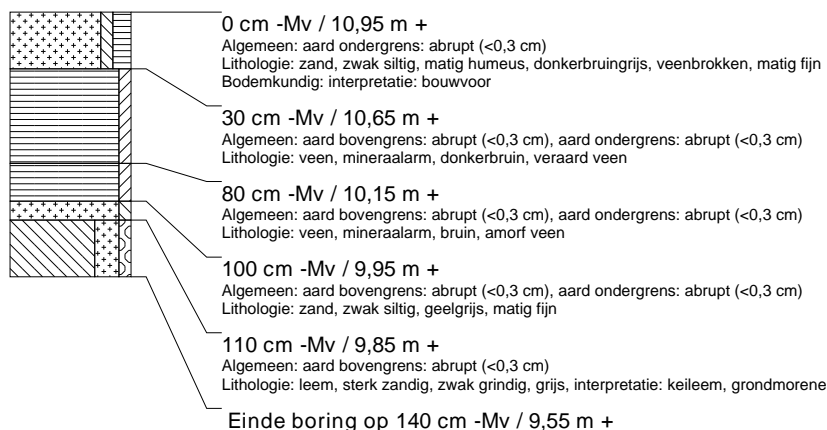 0 cm -Mv / 10,95 m +
Algemeen: aard ondergrens: abrupt (<0,3 cm)
Lithologie: zand, zwak siltig, matig humeus, donkerbruingrijs, veenbrokken, matig fijn
Bodemkundig: interpretatie: bouwvoor
30 cm -Mv / 10,65 m +
Algemeen: aard bovengrens: abrupt (<0,3 cm), aard ondergrens: abrupt (<0,3 cm)
Lithologie: veen, mineraalarm, donkerbruin, veraard veen
80 cm -Mv / 10,15 m +
Algemeen: aard bovengrens: abrupt (<0,3 cm), aard ondergrens: abrupt (<0,3 cm)
Lithologie: veen, mineraalarm, bruin, amorf veen
100 cm -Mv / 9,95 m +
Algemeen: aard bovengrens: abrupt (<0,3 cm), aard ondergrens: abrupt (<0,3 cm)
Lithologie: zand, zwak siltig, geelgrijs, matig fijn
110 cm -Mv / 9,85 m +
Algemeen: aard bovengrens: abrupt (<0,3 cm)
Lithologie: leem, sterk zandig, zwak grindig, grijs, interpretatie: keileem, grondmorene
Einde boring op 140 cm -Mv / 9,55 m +